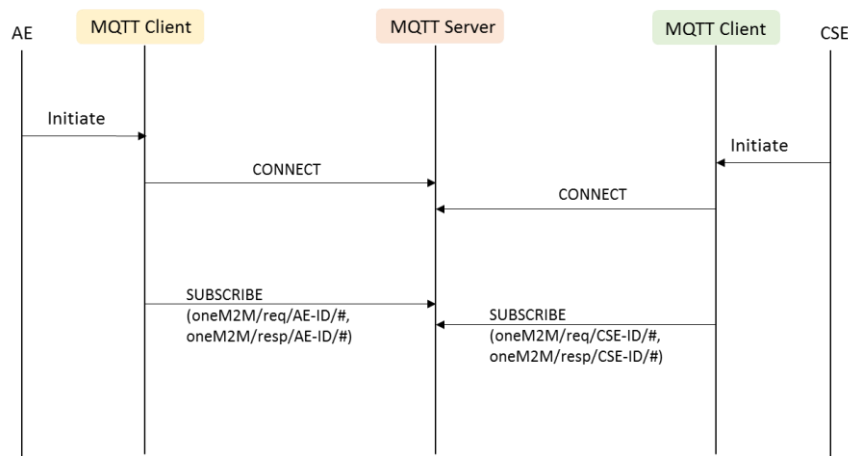 AE
MQTT Client
MQTT Server
MQTT Client
CSE
Initiate
Initiate
CONNECT
CONNECT
SUBSCRIBE
(oneM2M/req/AE-ID/#,
oneM2M/resp/AE-ID/#)
SUBSCRIBE
(oneM2M/req/CSE-ID/#,
oneM2M/resp/CSE-ID/#)